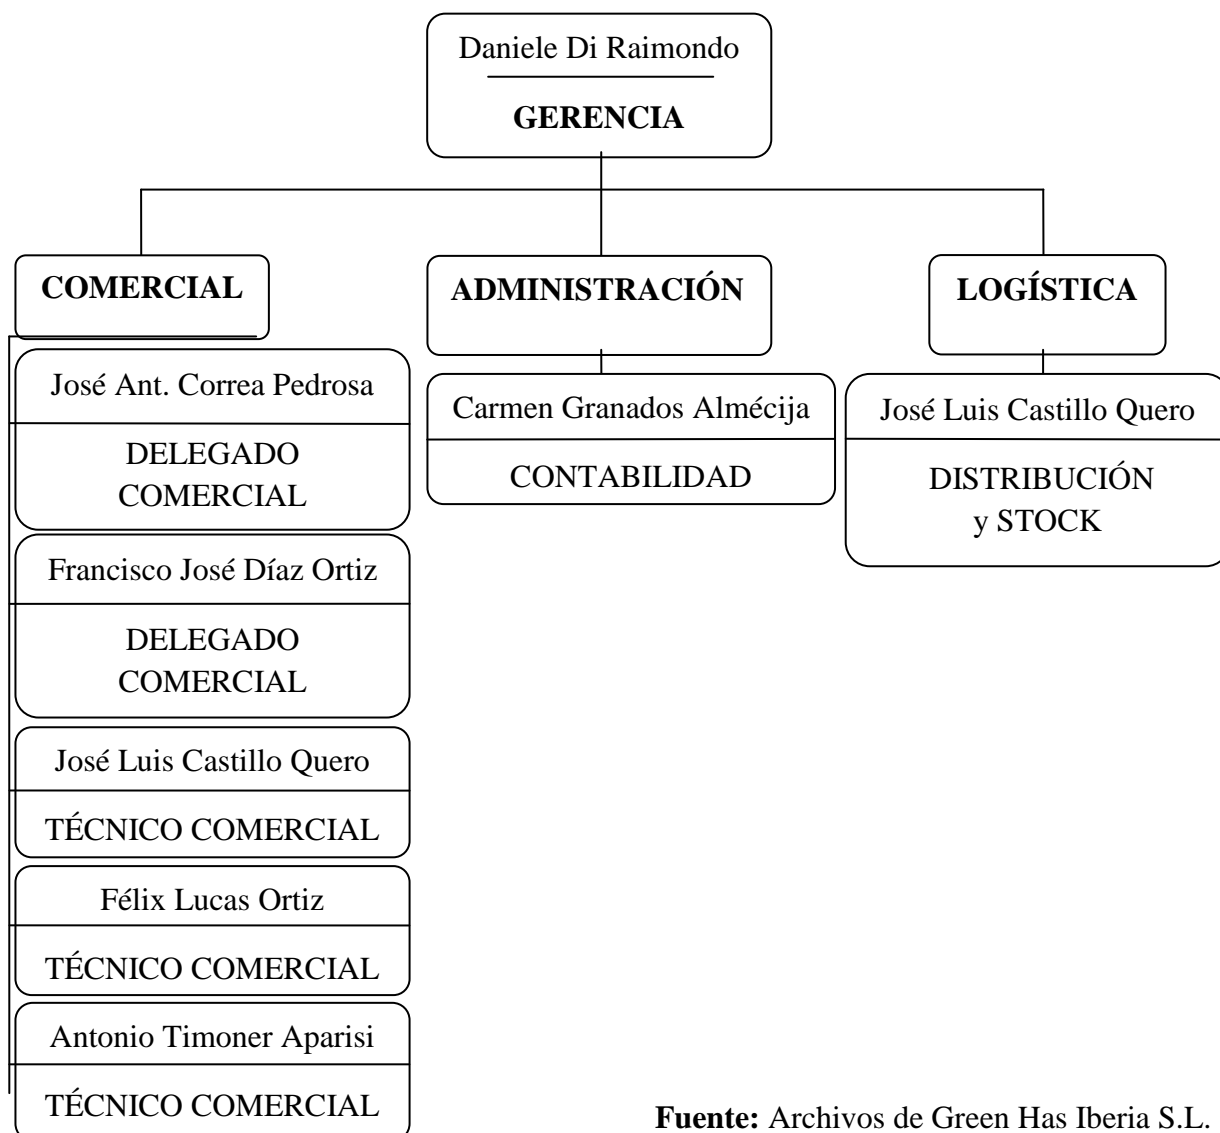 Daniele Di Raimondo
GERENCIA
COMERCIAL
ADMINISTRACIÓN
LOGÍSTICA
José Ant. Correa Pedrosa
DELEGADO
COMERCIAL
Francisco José Díaz Ortiz
DELEGADO
COMERCIAL
José Luis Castillo Quero
TÉCNICO COMERCIAL
Félix Lucas Ortiz
TÉCNICO COMERCIAL
Antonio Timoner Aparisi
TÉCNICO COMERCIAL
Carmen Granados Almécija
CONTABILIDAD
José Luis Castillo Quero
DISTRIBUCIÓN
y STOCK
Fuente: Archivos de Green Has Iberia S.L.